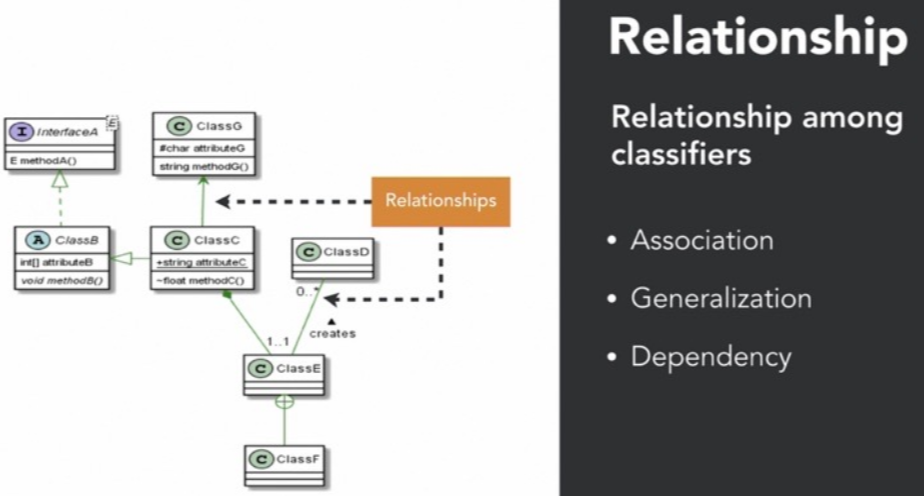 Relationship
Relationship among
classifiers
• Association
• Generalization
• Dependency
I InterfaceA
E
E methodA()
C ClassG
#char attributeG
string methodG()
Relationships
A ClassB
int[] attributeB
void methodB()
C ClassC
+string attributeC
~float methodC()
C ClassD
0..*
creates
1..1
C ClassE
C ClassF